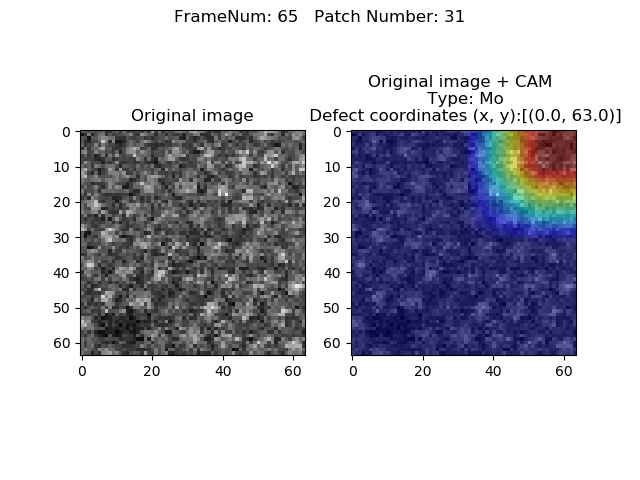 FrameNum: 65   Patch Number: 31
Original image + CAM
Type: Mo
Original image
Defect coordinates (x, y):[(0.0, 63.0)]
0
10
20
30
40
50
60
0 20 40 60
0
10
20
30
40
50
60
0 20 40 60